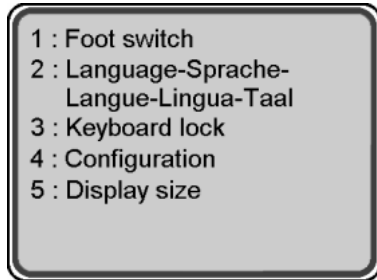 1 : Foot switch
2 : Language-Sprache-
Langue-Lingua-Taal
3 : Keyboard lock
4 : Configuration
5 : Display size